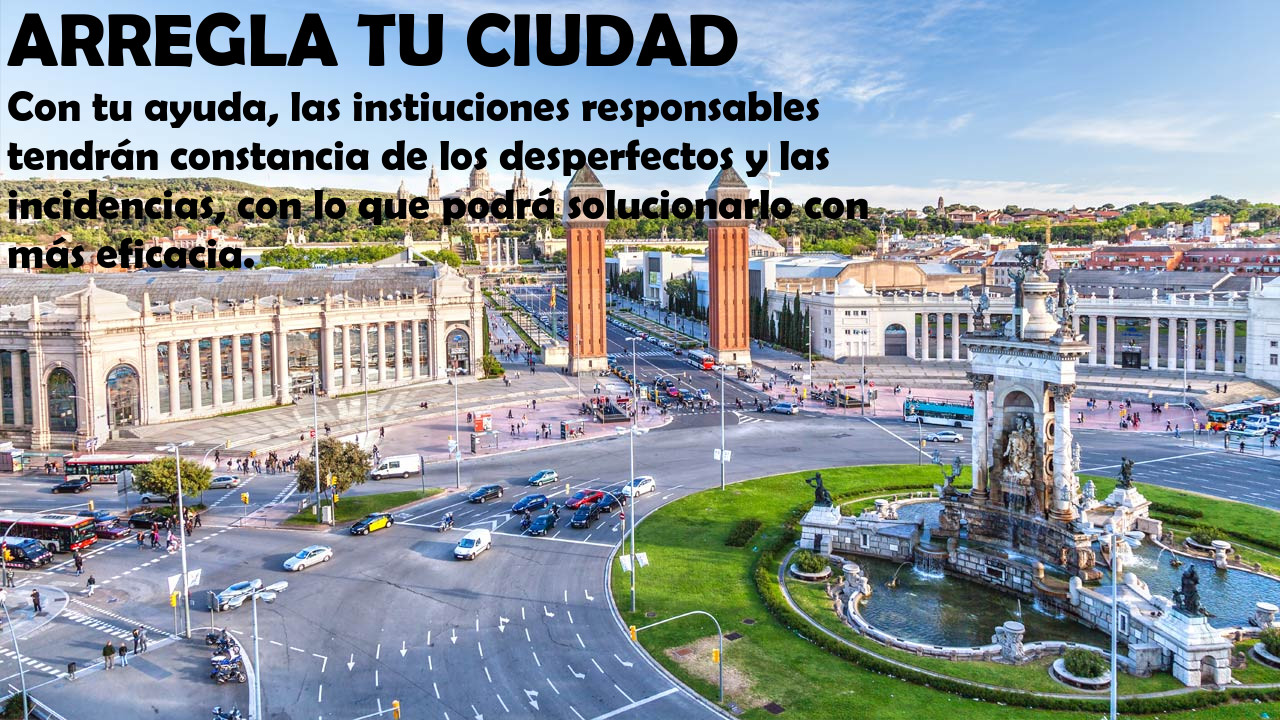 ARREGLA TU CIUDAD
Con tu ayuda, las instiuciones responsables
tendrán constancia de los desperfectos y las
incidencias, con lo que podrá solucionarlo con
más eficacia.